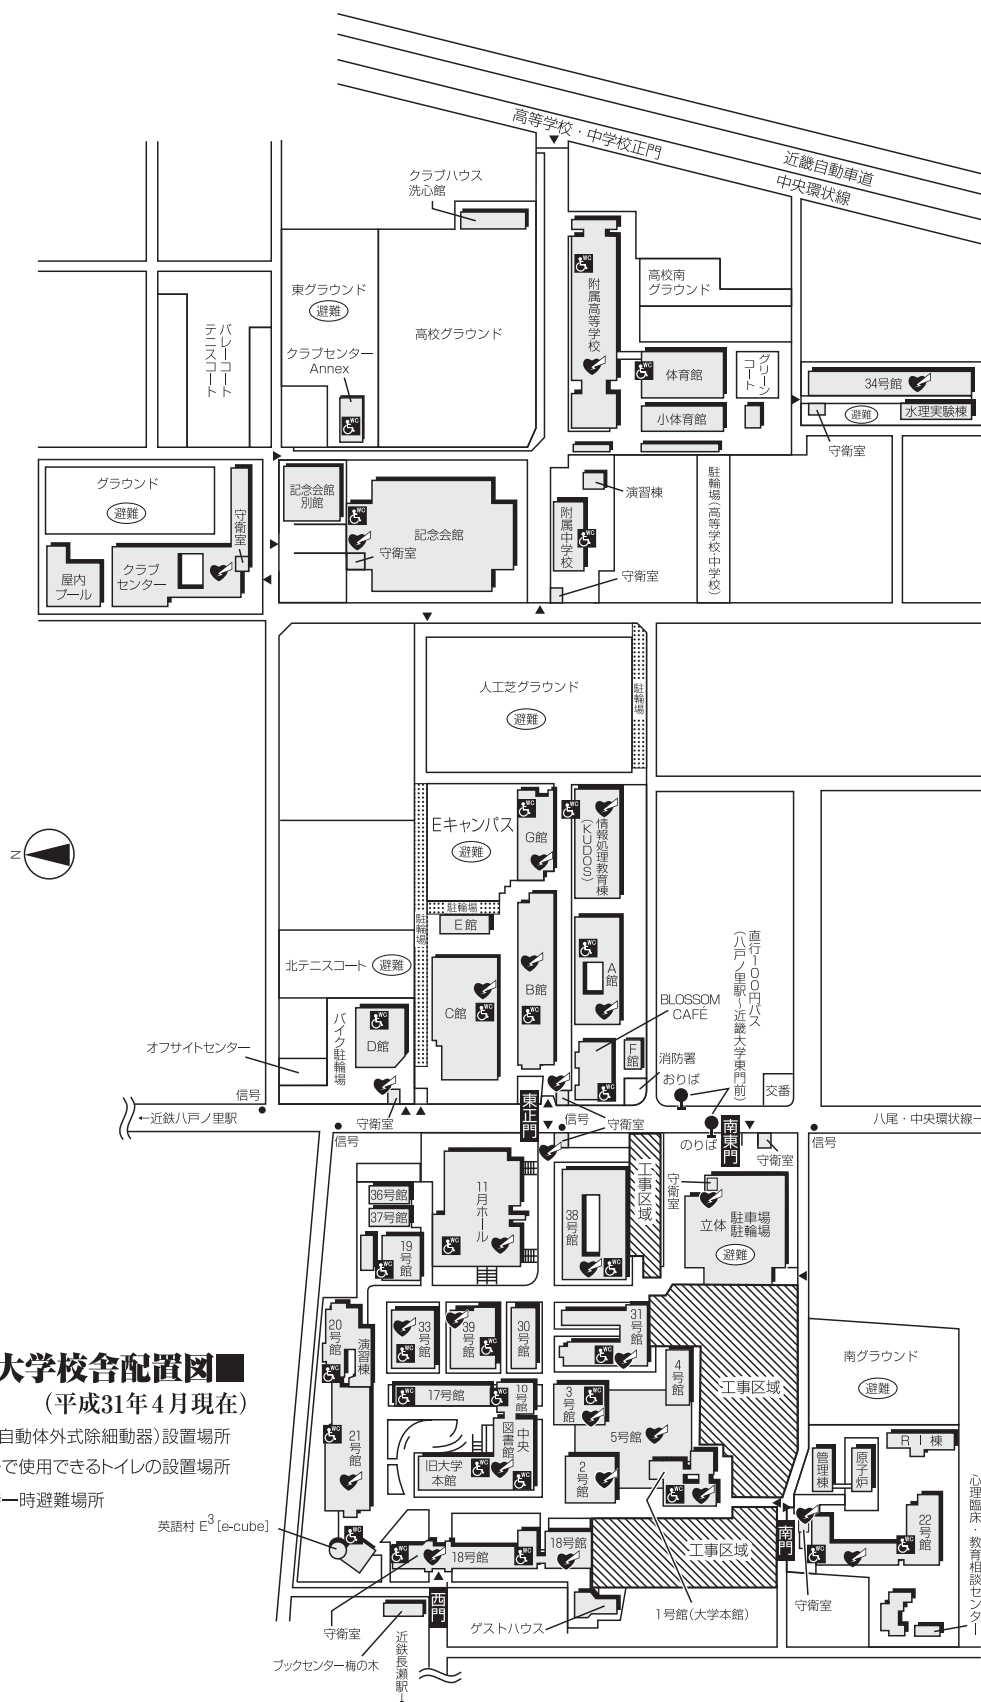 高等学校・中学校正門
近畿自動車道
中央環状線
クラブハウス
洗心館
東グラウンド
避難
高校グラウンド
クラブセンター
Annex
バレーコート
テニスコート
WC
附属高等学校
高校南
グラウンド
体育館
小体育館
グリーン
コート
34号館
避難
水理実験棟
守衛室
グラウンド
避難
守衛室
屋内
プール
クラブ
センター
記念会館
別館
記念会館
守衛室
演習棟
附属中学校
守衛室
駐輪場(高等学校・中学校)
人工芝グラウンド
避難
駐輪場
Eキャンパス
避難
G館
情報処理教育棟
(KUDOS)
駐輪場
E館
駐輪場
B館
A館
C館
北テニスコート
避難
バイク駐輪場
D館
オフサイトセンター
BLOSSOM
CAFÉ
F館
消防署
直行100円バス
(八戸ノ里駅~近畿大学東門前)
おりば
交番
N
信号
←近鉄八戸ノ里駅
信号
守衛室
東正門
信号
守衛室
のりば
南東門
守衛室
信号
八尾・中央環状線
36号館
37号館
19号館
11月ホール
38号館
工事区域
守衛室
立体
駐車場
駐輪場
避難
20号館
演習棟
33号館
39号館
30号館
31号館
17号館
10号館
3号館
4号館
工事区域
南グラウンド
避難
21号館
旧大学
本館
中央
図書館
5号館
2号館
管理棟
原子炉
RI棟
22号館
心理臨床・教育相談センター
大学校舎配置図■
(平成31年4月現在)
自動体外式除細動器)設置場所
で使用できるトイレの設置場所
一時避難場所
英語村 E3[e-cube]
18号館
18号館
工事区域
南門
守衛室
西門
守衛室
ゲストハウス
1号館(大学本館)
ブックセンター梅の木
近鉄長瀬駅→